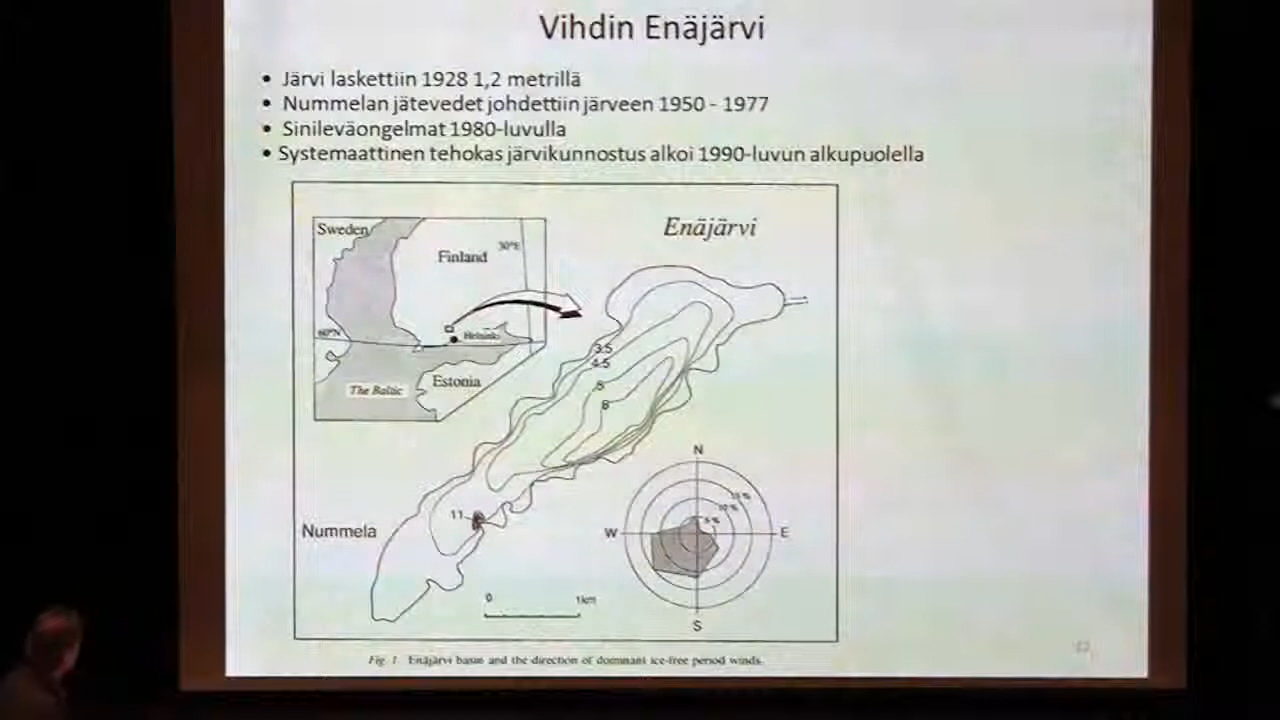 Vihdin Enäjärvi
• Järvi laskettiin 1928 1,2 metrillä
• Nummelan jätevedet johdettiin järveen 1950 - 1977
• Sinileväongelmat 1980-luvulla
• Systemaattinen tehokas järvikunnostus alkoi 1990-luvun alkupuolella
Enäjärvi
Sweden
Finland
30°E
60°N
Helsinki
The Baltic
Estonia
3.5
4.5
11
Nummela
N
W
E
S
5 %
10 %
15 %
0
1km
Fig. 1. Enäjärvi basin and the direction of dominant ice-free period winds.